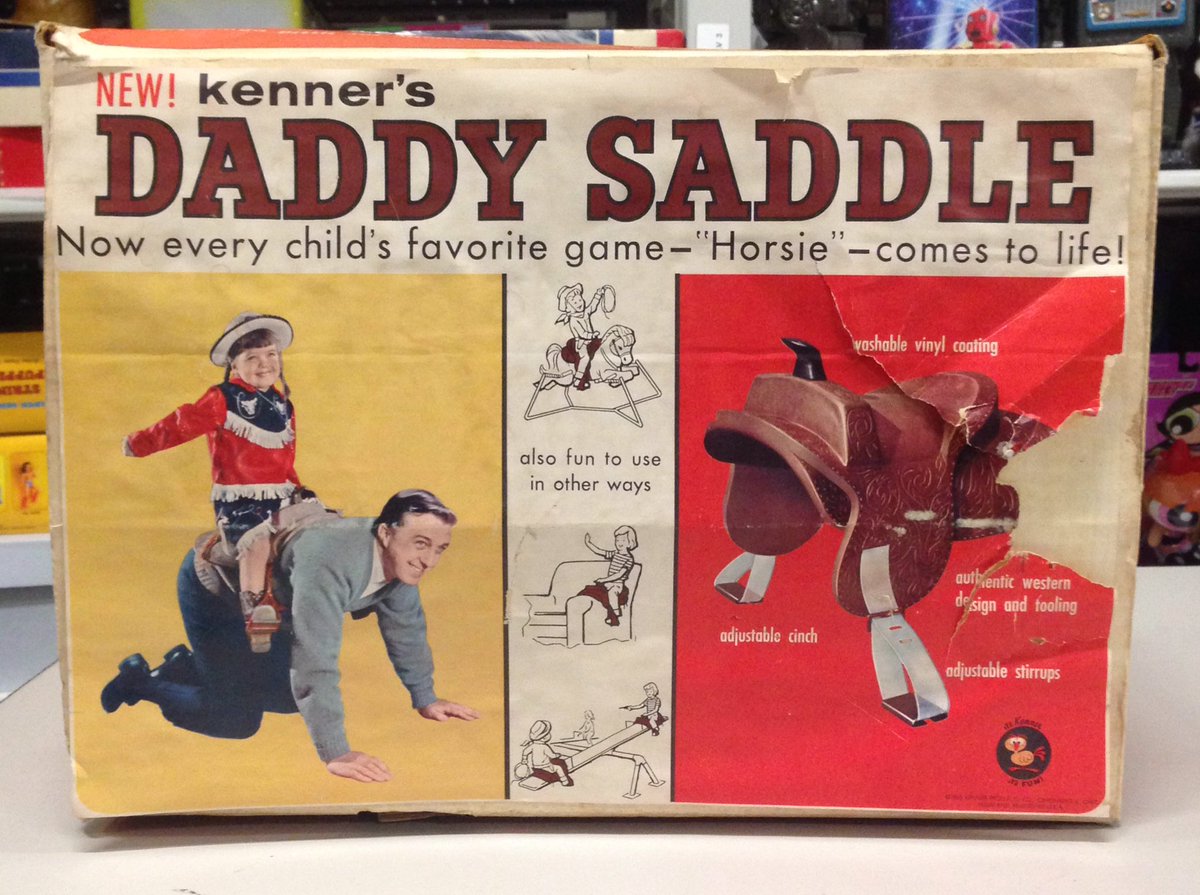 NEW! kenner's
DADDY SADDLE
Now every child's favorite game—"Horsie"—comes to life!
also fun to use
in other ways
washable vinyl coating
authentic western
design and tooling
adjustable cinch
adjustable stirrups